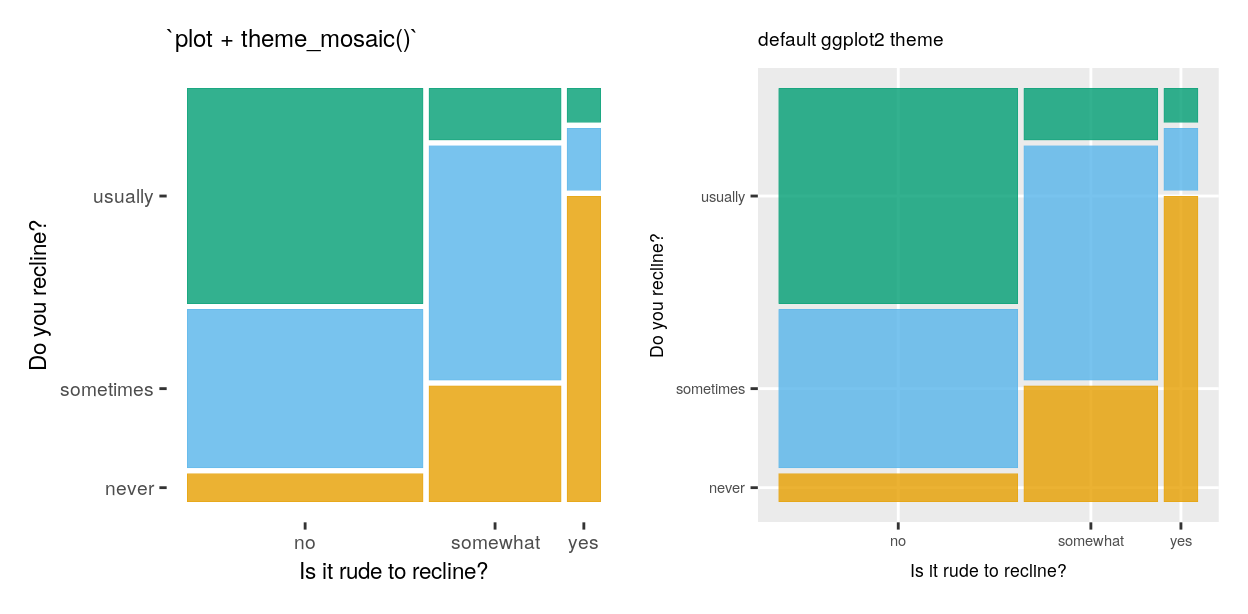 `plot + theme_mosaic()`
Do you recline?
usually
sometimes
never
no somewhat yes
Is it rude to recline?
default ggplot2 theme
Do you recline?
usually
sometimes
never
no somewhat yes
Is it rude to recline?